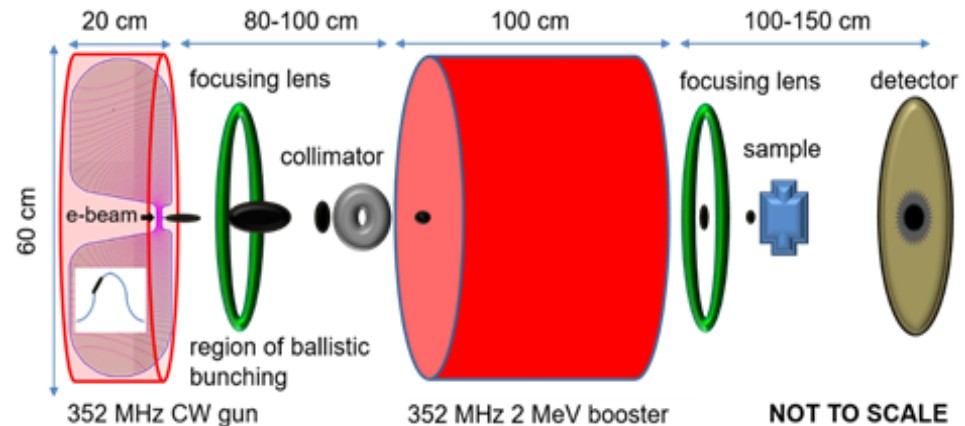 20 cm
80-100 cm
100 cm
100-150 cm
focusing lens
focusing lens
detector
collimator
sample
60 cm
e-beam
region of ballistic
bunching
352 MHz CW gun
352 MHz 2 MeV booster
NOT TO SCALE